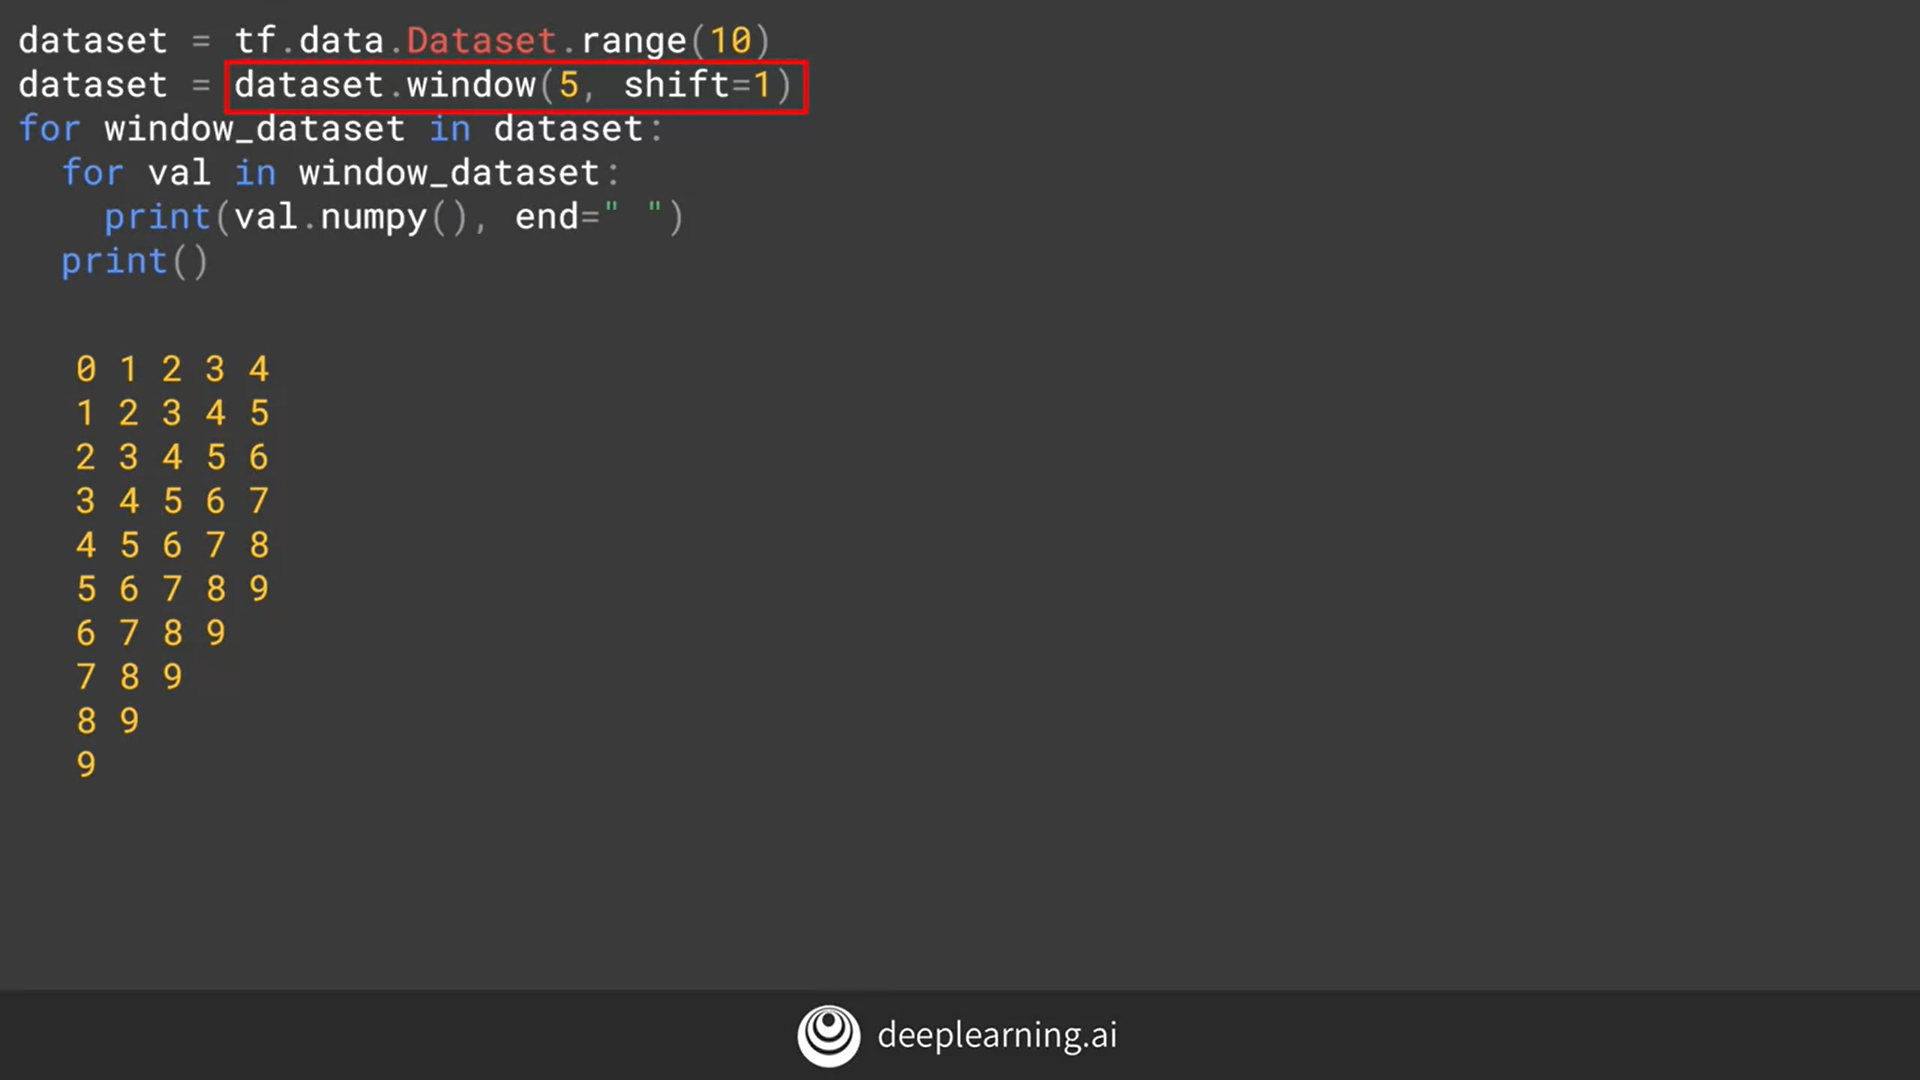 dataset = tf.data.Dataset.range(10)
dataset = dataset.window(5, shift=1)
for window_dataset in dataset:
  for val in window_dataset:
    print(val.numpy(), end=" ")
  print()
0 1 2 3 4
1 2 3 4 5
2 3 4 5 6
3 4 5 6 7
4 5 6 7 8
5 6 7 8 9
6 7 8 9
7 8 9
8 9
9
deeplearning.ai